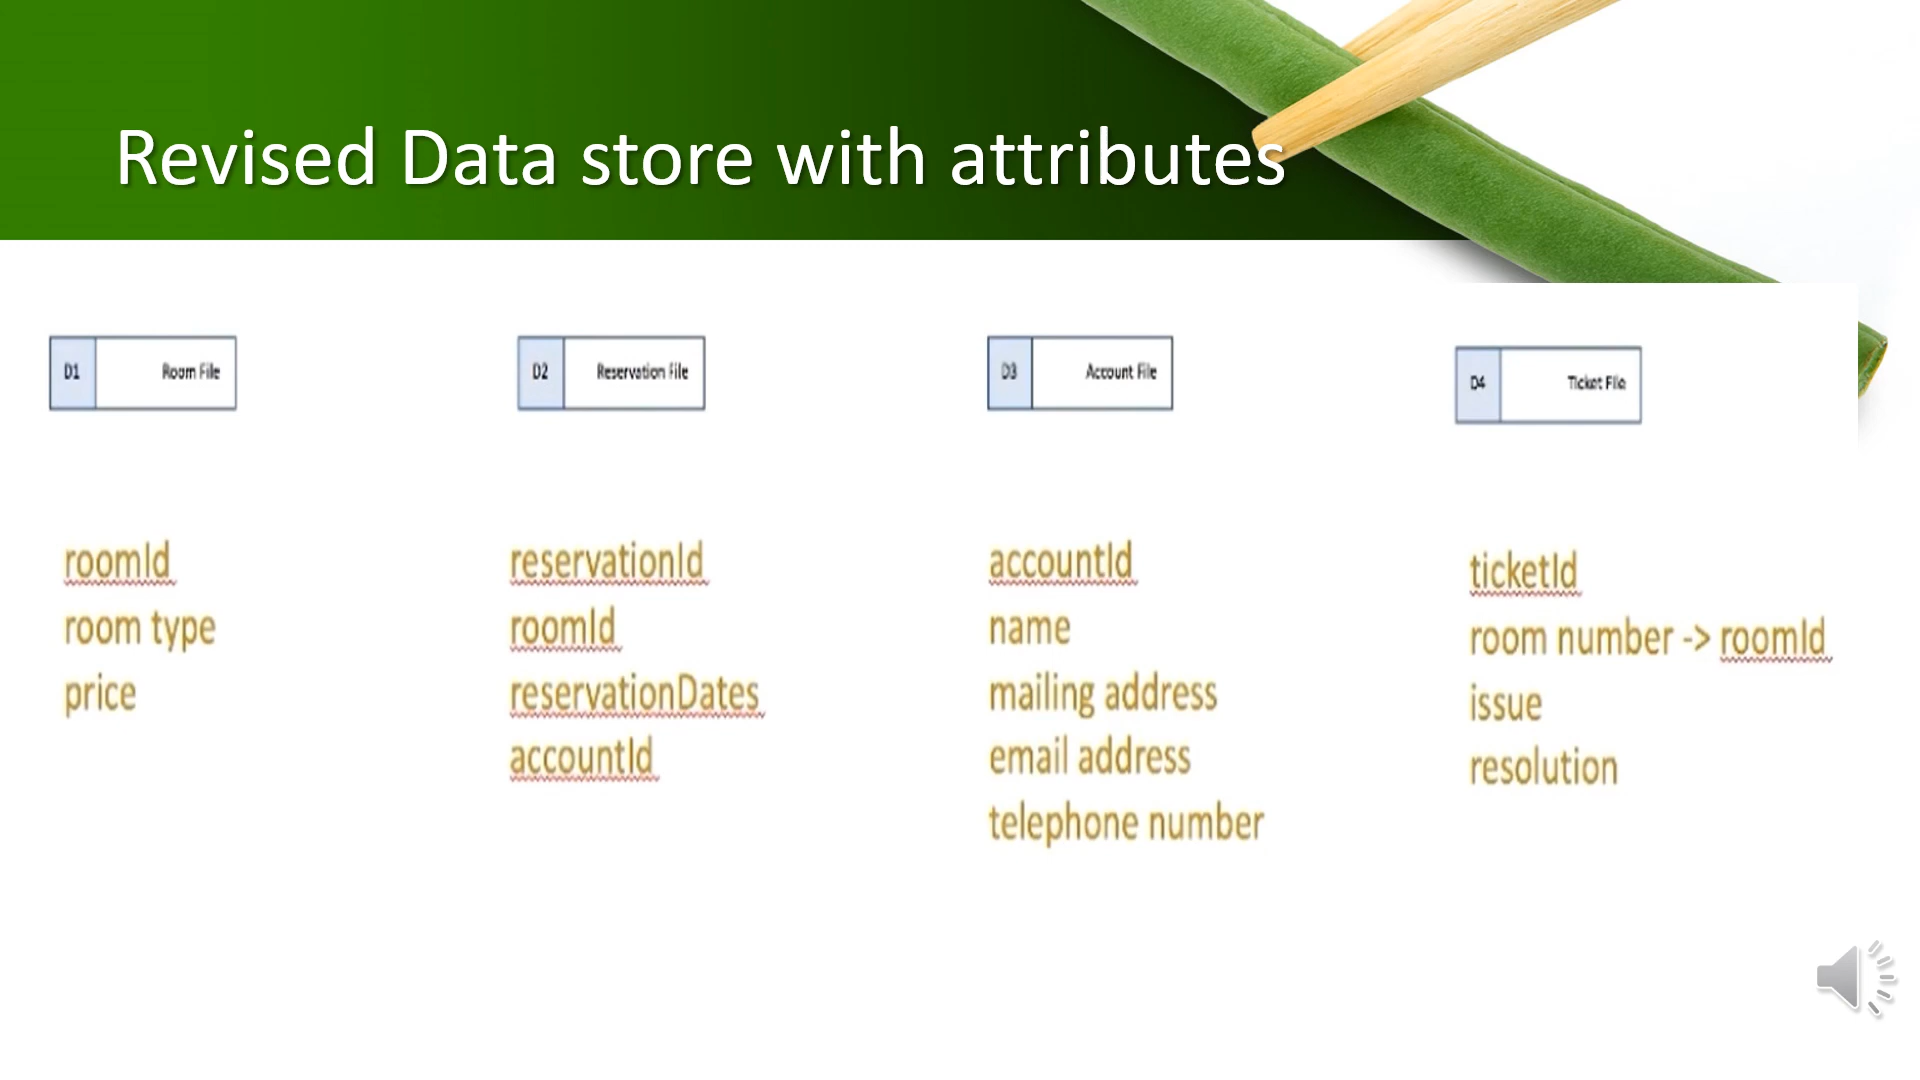 Revised Data store with attributes
D1 Room File
D2 Reservation File
D3 Account File
D4 Ticket File
roomId
room type
price
reservationId
roomId
reservationDates
accountId
accountId
name
mailing address
email address
telephone number
ticketId
room number -> roomId
issue
resolution